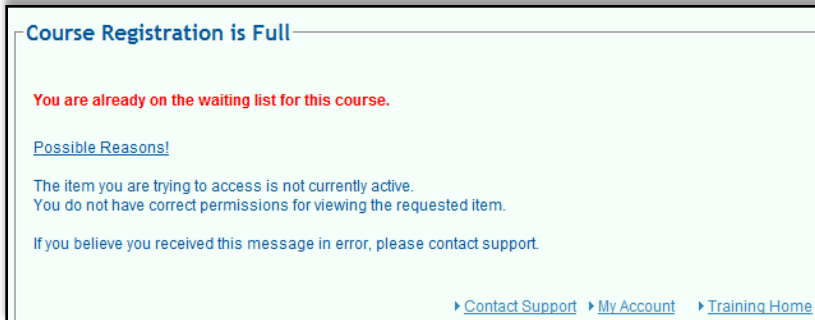 Course Registration is Full
You are already on the waiting list for this course.
Possible Reasons!
The item you are trying to access is not currently active.
You do not have correct permissions for viewing the requested item.
If you believe you received this message in error, please contact support.
Contact Support My Account Training Home